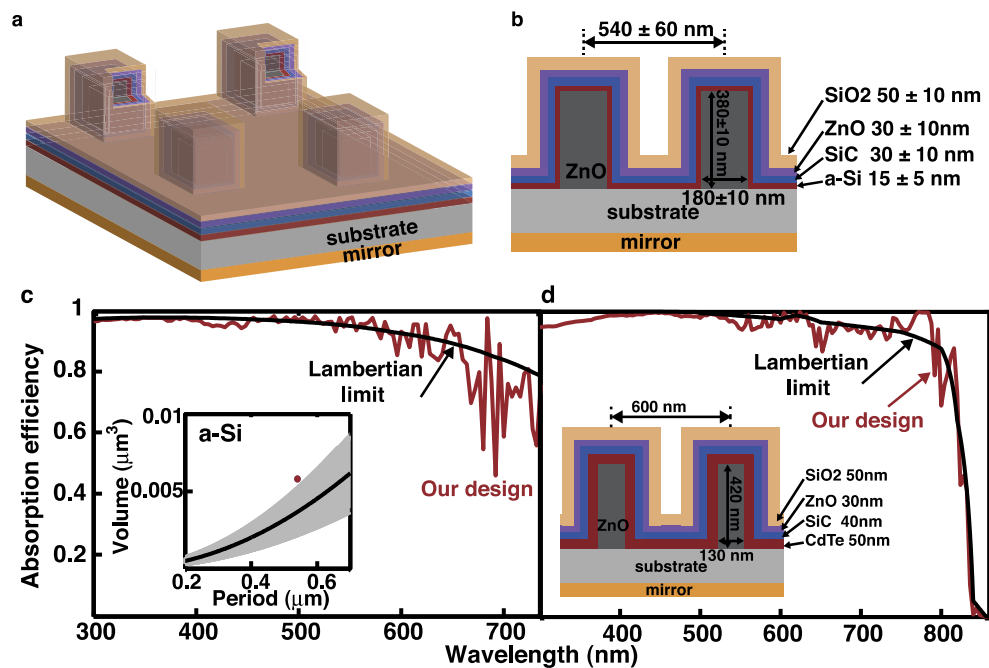 a
substrate
mirror
b
540 ± 60 nm
380±10 nm
ZnO
180±10 nm
substrate
mirror
SiO2 50 ± 10 nm
ZnO 30 ± 10nm
SiC 30 ± 10 nm
a-Si 15 ± 5 nm
c
Absorption efficiency
1
0.8
0.6
0.4
0.2
Lambertian
limit
Our design
a-Si
Volume (μm³)
0.01
0.005
0.2 0.4 0.6
Period (μm)
300 400 500 600 700
d
Lambertian
limit
Our design
600 nm
420 nm
ZnO
130 nm
SiO2 50nm
ZnO 30nm
SiC 40nm
CdTe 50nm
substrate
mirror
400 500 600 700 800
Wavelength (nm)